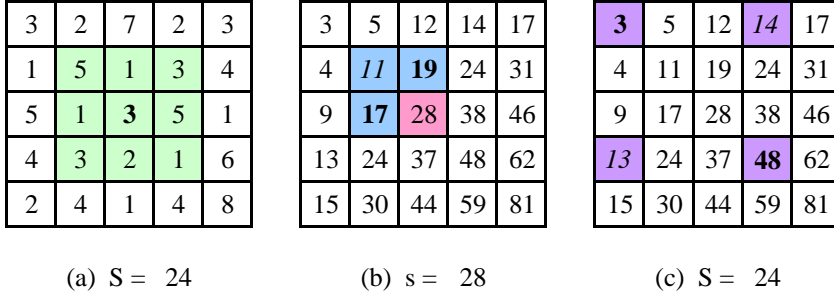 3 2 7 2 3
1 5 1 3 4
5 1 3 5 1
4 3 2 1 6
2 4 1 4 8
(a) S = 24
3 5 12 14 17
4 11 19 24 31
9 17 28 38 46
13 24 37 48 62
15 30 44 59 81
(b) s = 28
3 5 12 14 17
4 11 19 24 31
9 17 28 38 46
13 24 37 48 62
15 30 44 59 81
(c) S = 24